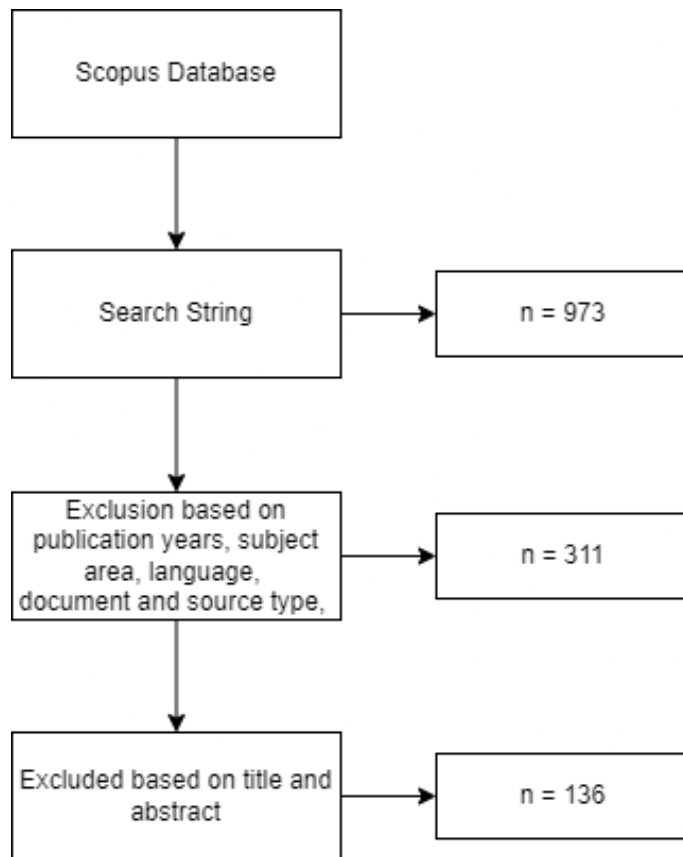 Scopus Database
Search String
n = 973
Exclusion based on
publication years, subject
area, language,
document and source type,
n = 311
Excluded based on title and
abstract
n = 136